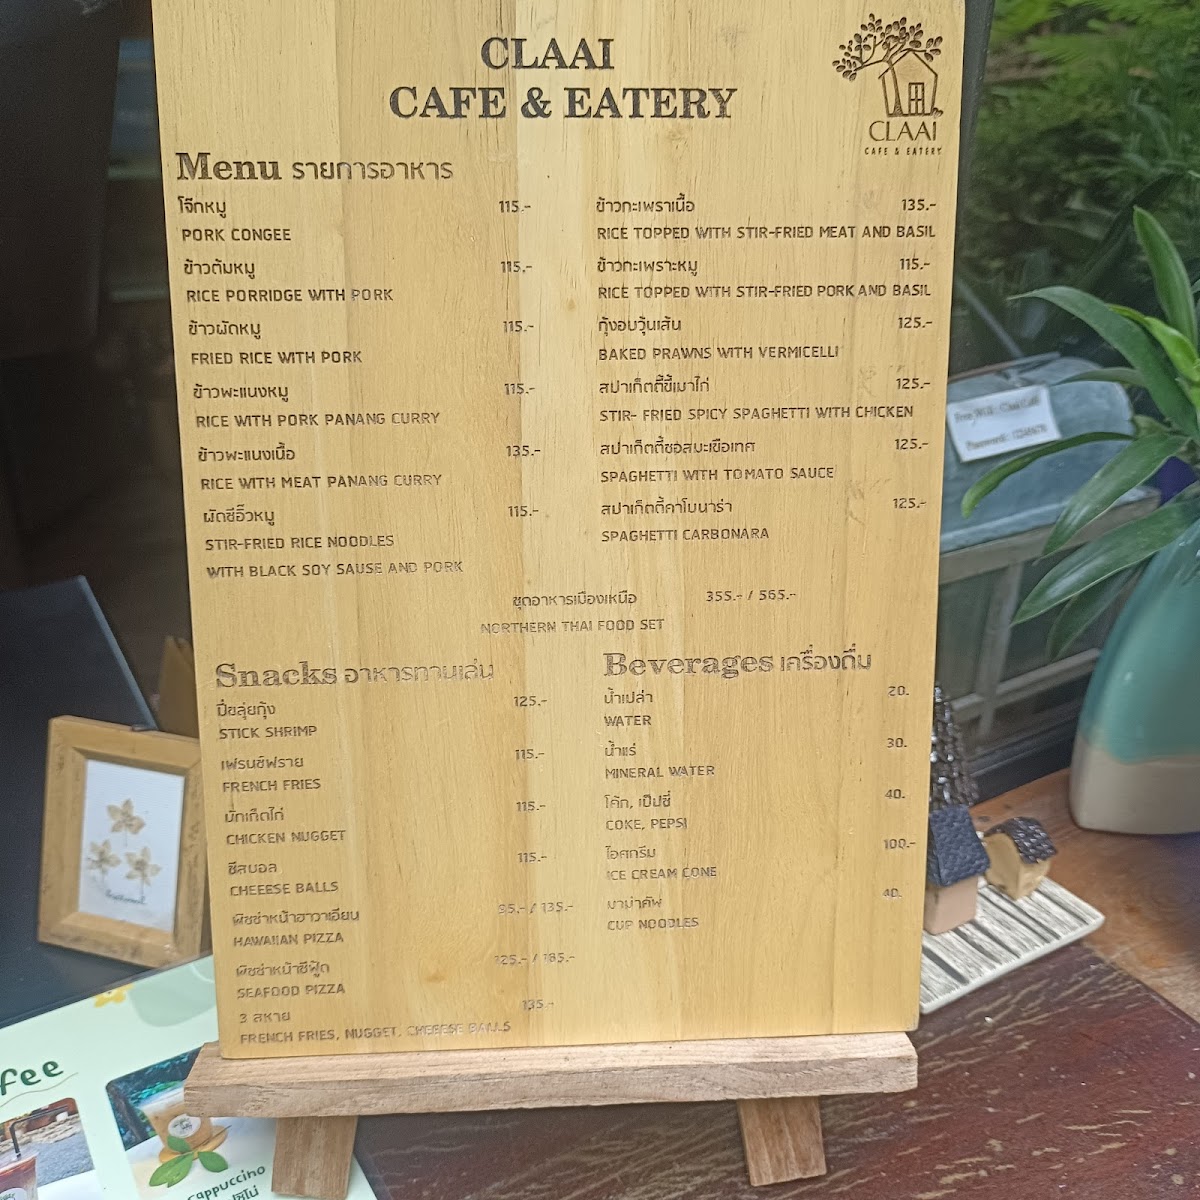 CLAAI
CAFE & EATERY
CLAAI
CAFE & EATERY
Menu รายการอาหาร
โจ๊กหมู 115.-
PORK CONGEE
ข้าวต้มหมู 115.-
RICE PORRIDGE WITH PORK
ข้าวผัดหมู 115.-
FRIED RICE WITH PORK
ข้าวพะแนงหมู 115.-
RICE WITH PORK PANANG CURRY
ข้าวพะแนงเนื้อ 135.-
RICE WITH MEAT PANANG CURRY
ผัดซีอิ๊วหมู 115.-
STIR-FRIED RICE NOODLES
WITH BLACK SOY SAUSE AND PORK
ข้าวกะเพราเนื้อ 135.-
RICE TOPPED WITH STIR-FRIED MEAT AND BASIL
ข้าวกะเพราะหมู 115.-
RICE TOPPED WITH STIR-FRIED PORK AND BASIL
กุ้งอบวุ้นเส้น 125.-
BAKED PRAWNS WITH VERMICELLI
สปาเก็ตตี้ขี้เมาไก่ 125.-
STIR- FRIED SPICY SPAGHETTI WITH CHICKEN
สปาเก็ตตี้ซอสมะเขือเทศ 125.-
SPAGHETTI WITH TOMATO SAUCE
สปาเก็ตตี้คาโบนาร่า 125.-
SPAGHETTI CARBONARA
ชุดอาหารเมืองเหนือ 355.- / 565.-
NORTHERN THAI FOOD SET
Snacks อาหารทานเล่น
ปีขลุ่ยกุ้ง 125.-
STICK SHRIMP
เฟรนช์ฟราย 115.-
FRENCH FRIES
นักเก็ตไก่ 115.-
CHICKEN NUGGET
ชีสบอล 115.-
CHEEESE BALLS
พิชซ่าหน้าฮาวาเอียน 95.- / 135.-
HAWAIIAN PIZZA
พิชซ่าหน้าซีฟู้ด 125.- / 185.-
SEAFOOD PIZZA
3 สหาย 135.-
FRENCH FRIES, NUGGET, CHEEESE BALLS
Beverages เครื่องดื่ม
น้ำเปล่า 20.
WATER
น้ำแร่ 30.
MINERAL WATER
โค้ก, เป็ปซี่ 40.
COKE, PEPSI
ไอศกรีม 100.-
ICE CREAM CONE
มาม่าคัพ 40.
CUP NOODLES
Free Wifi : Claai Cafe
Password :
fee
cappuccino